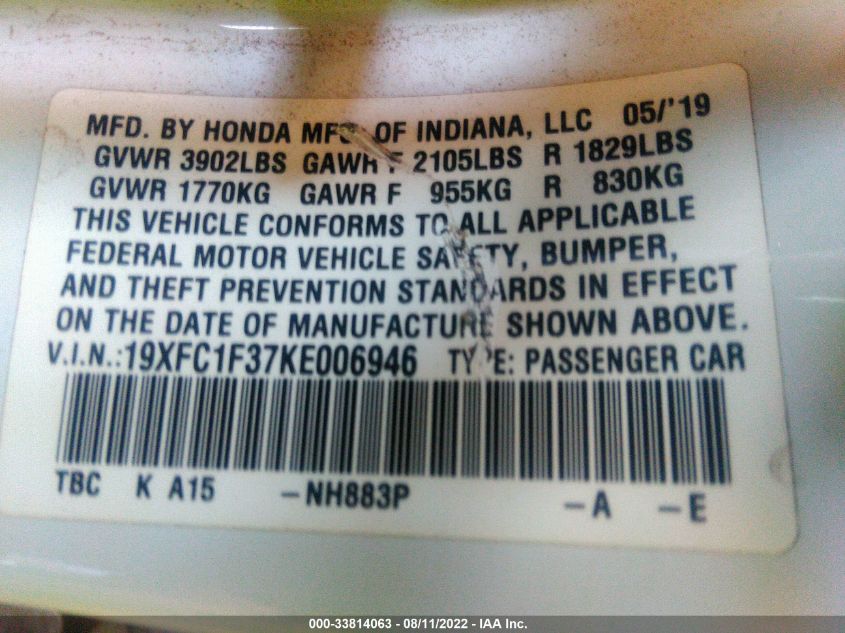 MFD. BY HONDA MFG. OF INDIANA, LLC 05/'19
GVWR 3902LBS GAWR F 2105LBS R 1829LBS
GVWR 1770KG GAWR F 955KG R 830KG
THIS VEHICLE CONFORMS TO ALL APPLICABLE
FEDERAL MOTOR VEHICLE SAFETY, BUMPER,
AND THEFT PREVENTION STANDARDS IN EFFECT
ON THE DATE OF MANUFACTURE SHOWN ABOVE.
V.I.N.:19XFC1F37KE006946 TYPE: PASSENGER CAR
TBC K A15 -NH883P -A -E
000-33814063 - 08/11/2022 - IAA Inc.